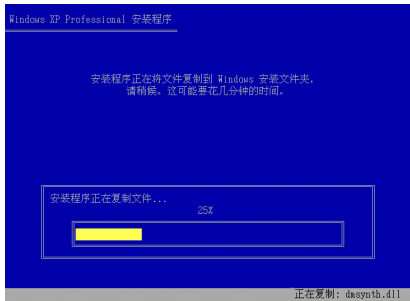 Windows XP Professional 安装程序
安装程序正在将文件复制到 Windows 安装文件夹，
请稍候。这可能要花几分钟的时间。
安装程序正在复制文件...
25%
正在复制: dmsynth.dll